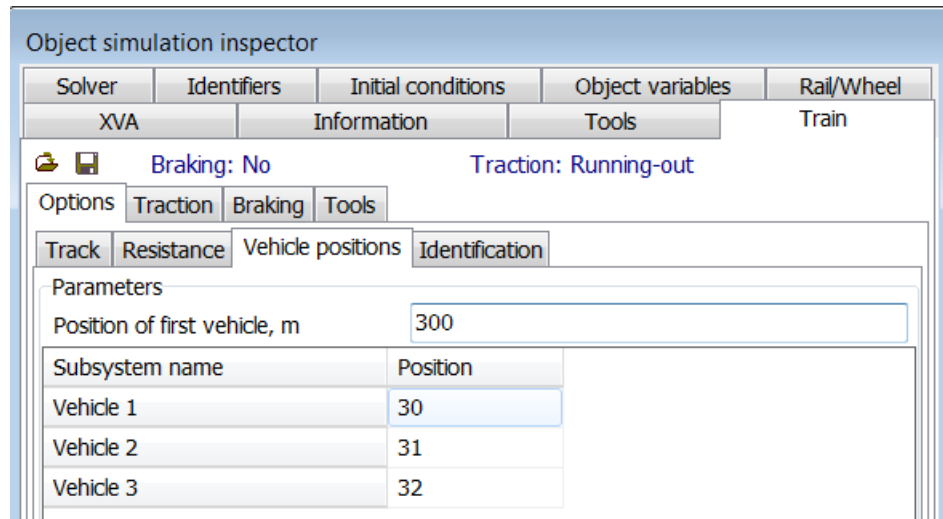 Object simulation inspector
Solver Identifiers Initial conditions Object variables Rail/Wheel
XVA Information Tools Train
Braking: No Traction: Running-out
Options Traction Braking Tools
Track Resistance Vehicle positions Identification
Parameters
Position of first vehicle, m 300
Subsystem name Position
Vehicle 1 30
Vehicle 2 31
Vehicle 3 32